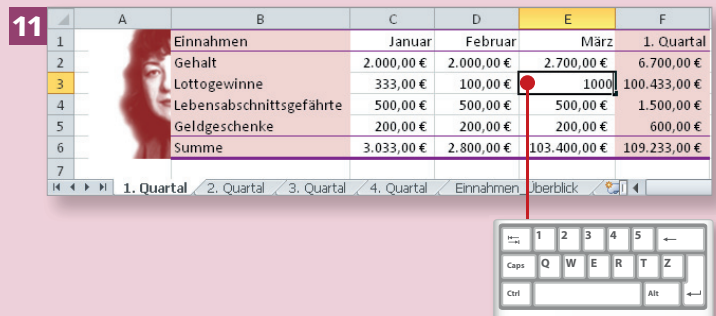 11
A B C D E F
1 Einnahmen Januar Februar März 1. Quartal
2 Gehalt 2.000,00 € 2.000,00 € 2.700,00 € 6.700,00 €
3 Lottogewinne 333,00 € 100,00 € 1000 100.433,00 €
4 Lebensabschnittsgefährte 500,00 € 500,00 € 500,00 € 1.500,00 €
5 Geldgeschenke 200,00 € 200,00 € 200,00 € 600,00 €
6 Summe 3.033,00 € 2.800,00 € 103.400,00 € 109.233,00 €
7
1. Quartal 2. Quartal 3. Quartal 4. Quartal Einnahmen_Überblick
1 2 3 4 5
Caps Q W E R T Z
Ctrl Alt